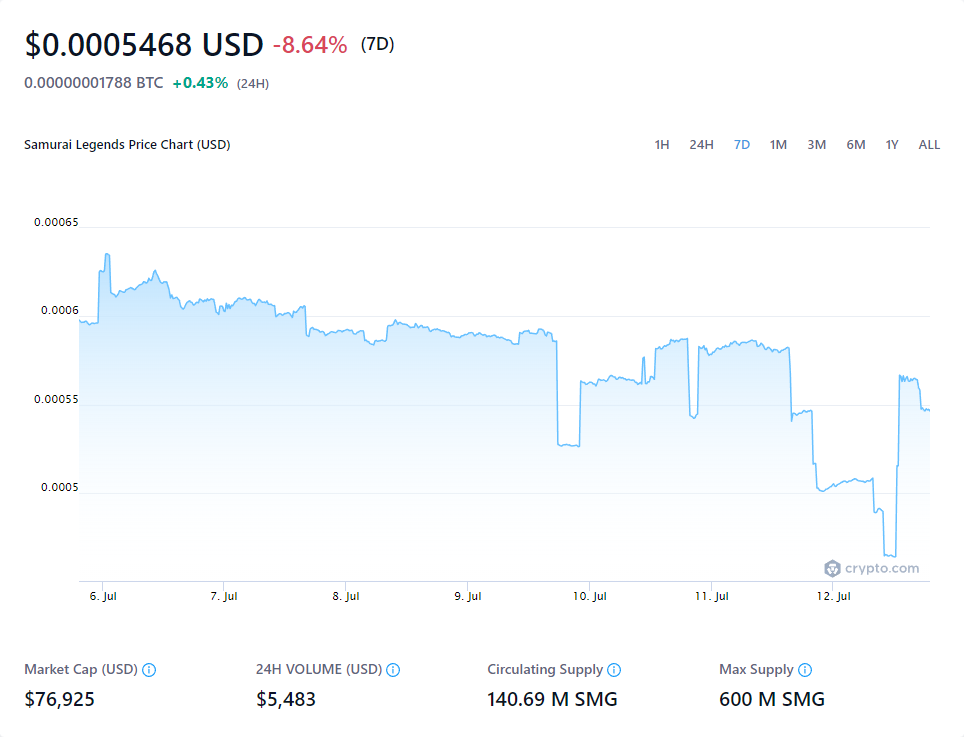 $0.0005468 USD -8.64% (7D)
0.00000001788 BTC +0.43% (24H)
Samurai Legends Price Chart (USD) 1H 24H 7D 1M 3M 6M 1Y ALL
0.00065
0.0006
0.00055
0.0005
crypto.com
6. Jul 7. Jul 8. Jul 9. Jul 10. Jul 11. Jul 12. Jul
Market Cap (USD) 24H VOLUME (USD) Circulating Supply Max Supply
$76,925 $5,483 140.69 M SMG 600 M SMG